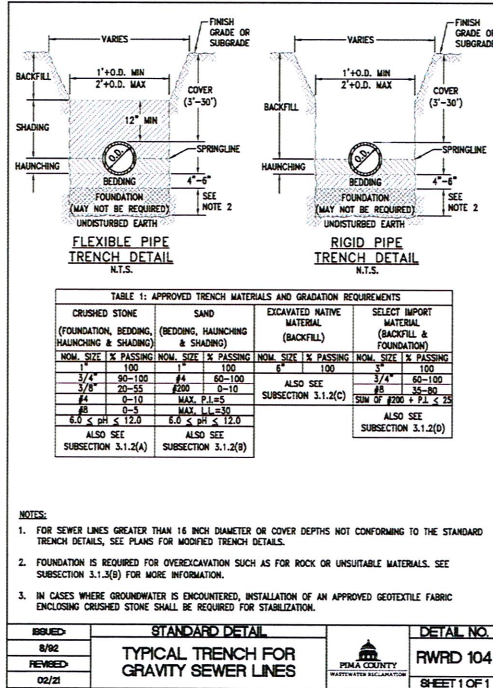 FINISH
GRADE OR
SUBGRADE
VARIES
1'+O.D. MIN
2'+O.D. MAX
BACKFILL
COVER
(3'-30')
12" MIN
SHADING
SPRINGLINE
O.D.
HAUNCHING
BEDDING
4"-6"
FOUNDATION
(MAY NOT BE REQUIRED)
SEE
NOTE 2
UNDISTURBED EARTH
FLEXIBLE PIPE
TRENCH DETAIL
N.T.S.
FINISH
GRADE OR
SUBGRADE
VARIES
1'+O.D. MIN
2'+O.D. MAX
BACKFILL
COVER
(3'-30')
SPRINGLINE
O.D.
HAUNCHING
BEDDING
4"-6"
FOUNDATION
(MAY NOT BE REQUIRED)
SEE
NOTE 2
UNDISTURBED EARTH
RIGID PIPE
TRENCH DETAIL
N.T.S.
TABLE 1: APPROVED TRENCH MATERIALS AND GRADATION REQUIREMENTS
CRUSHED STONE
(FOUNDATION, BEDDING,
HAUNCHING & SHADING)
NOM. SIZE % PASSING
1" 100
3/4" 90-100
3/8" 20-55
#4 0-10
#8 0-5
6.0 ≤ pH ≤ 12.0
ALSO SEE
SUBSECTION 3.1.2(A)
SAND
(BEDDING, HAUNCHING
& SHADING)
NOM. SIZE % PASSING
1" 100
#4 60-100
#200 0-10
MAX. P.I.=5
MAX. L.L.=30
6.0 ≤ pH ≤ 12.0
ALSO SEE
SUBSECTION 3.1.2(B)
EXCAVATED NATIVE
MATERIAL
(BACKFILL)
NOM. SIZE % PASSING
6" 100
ALSO SEE
SUBSECTION 3.1.2(C)
SELECT IMPORT
MATERIAL
(BACKFILL &
FOUNDATION)
NOM. SIZE % PASSING
3" 100
3/4" 60-100
#8 35-80
SUM OF #200 + P.I. ≤ 25
ALSO SEE
SUBSECTION 3.1.2(D)
NOTES:
1. FOR SEWER LINES GREATER THAN 16 INCH DIAMETER OR COVER DEPTHS NOT CONFORMING TO THE STANDARD
TRENCH DETAILS, SEE PLANS FOR MODIFIED TRENCH DETAILS.
2. FOUNDATION IS REQUIRED FOR OVEREXCAVATION SUCH AS FOR ROCK OR UNSUITABLE MATERIALS. SEE
SUBSECTION 3.1.3(B) FOR MORE INFORMATION.
3. IN CASES WHERE GROUNDWATER IS ENCOUNTERED, INSTALLATION OF AN APPROVED GEOTEXTILE FABRIC
ENCLOSING CRUSHED STONE SHALL BE REQUIRED FOR STABILIZATION.
ISSUED:
8/92
REVISED:
02/21
STANDARD DETAIL
TYPICAL TRENCH FOR
GRAVITY SEWER LINES
PIMA COUNTY
WASTEWATER RECLAMATION
DETAIL NO.
RWRD 104
SHEET 1 OF 1